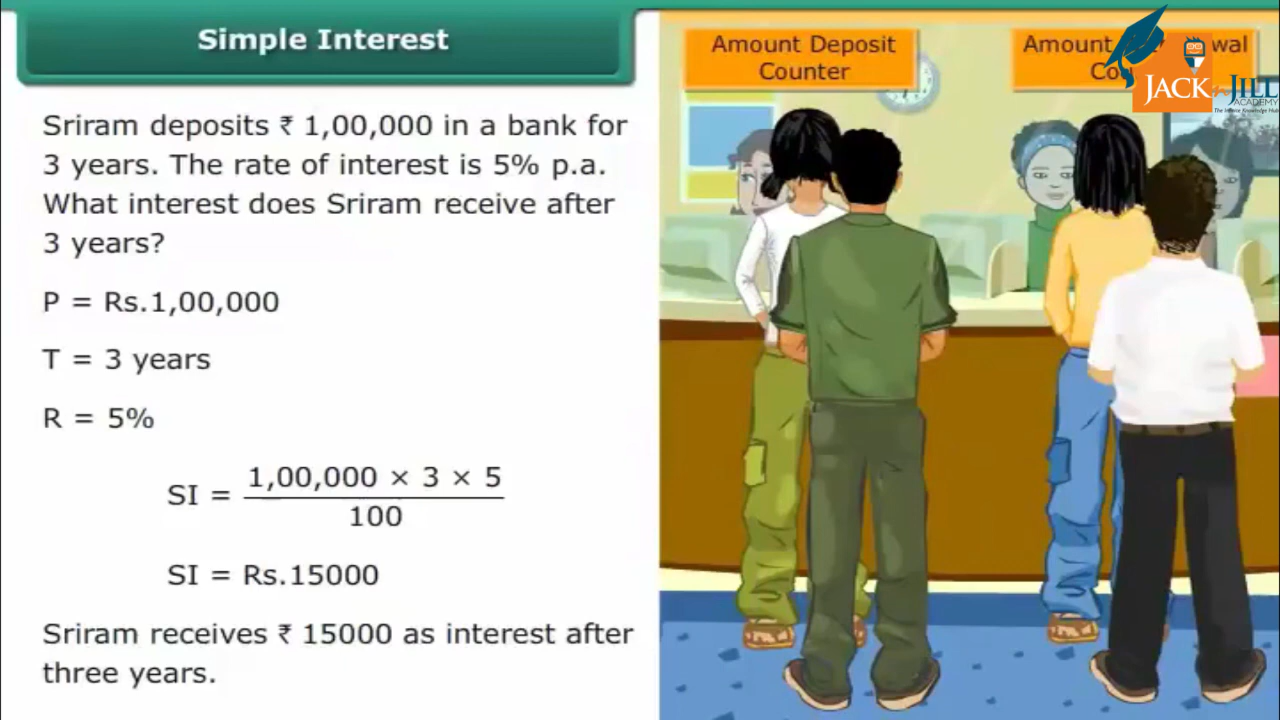 Simple Interest
Sriram deposits ₹ 1,00,000 in a bank for
3 years. The rate of interest is 5% p.a.
What interest does Sriram receive after
3 years?
P = Rs.1,00,000
T = 3 years
R = 5%
SI = 1,00,000 × 3 × 5
100
SI = Rs.15000
Sriram receives ₹ 15000 as interest after
three years.
Amount Deposit
Counter
Amount
JACK n JILL
ACADEMY